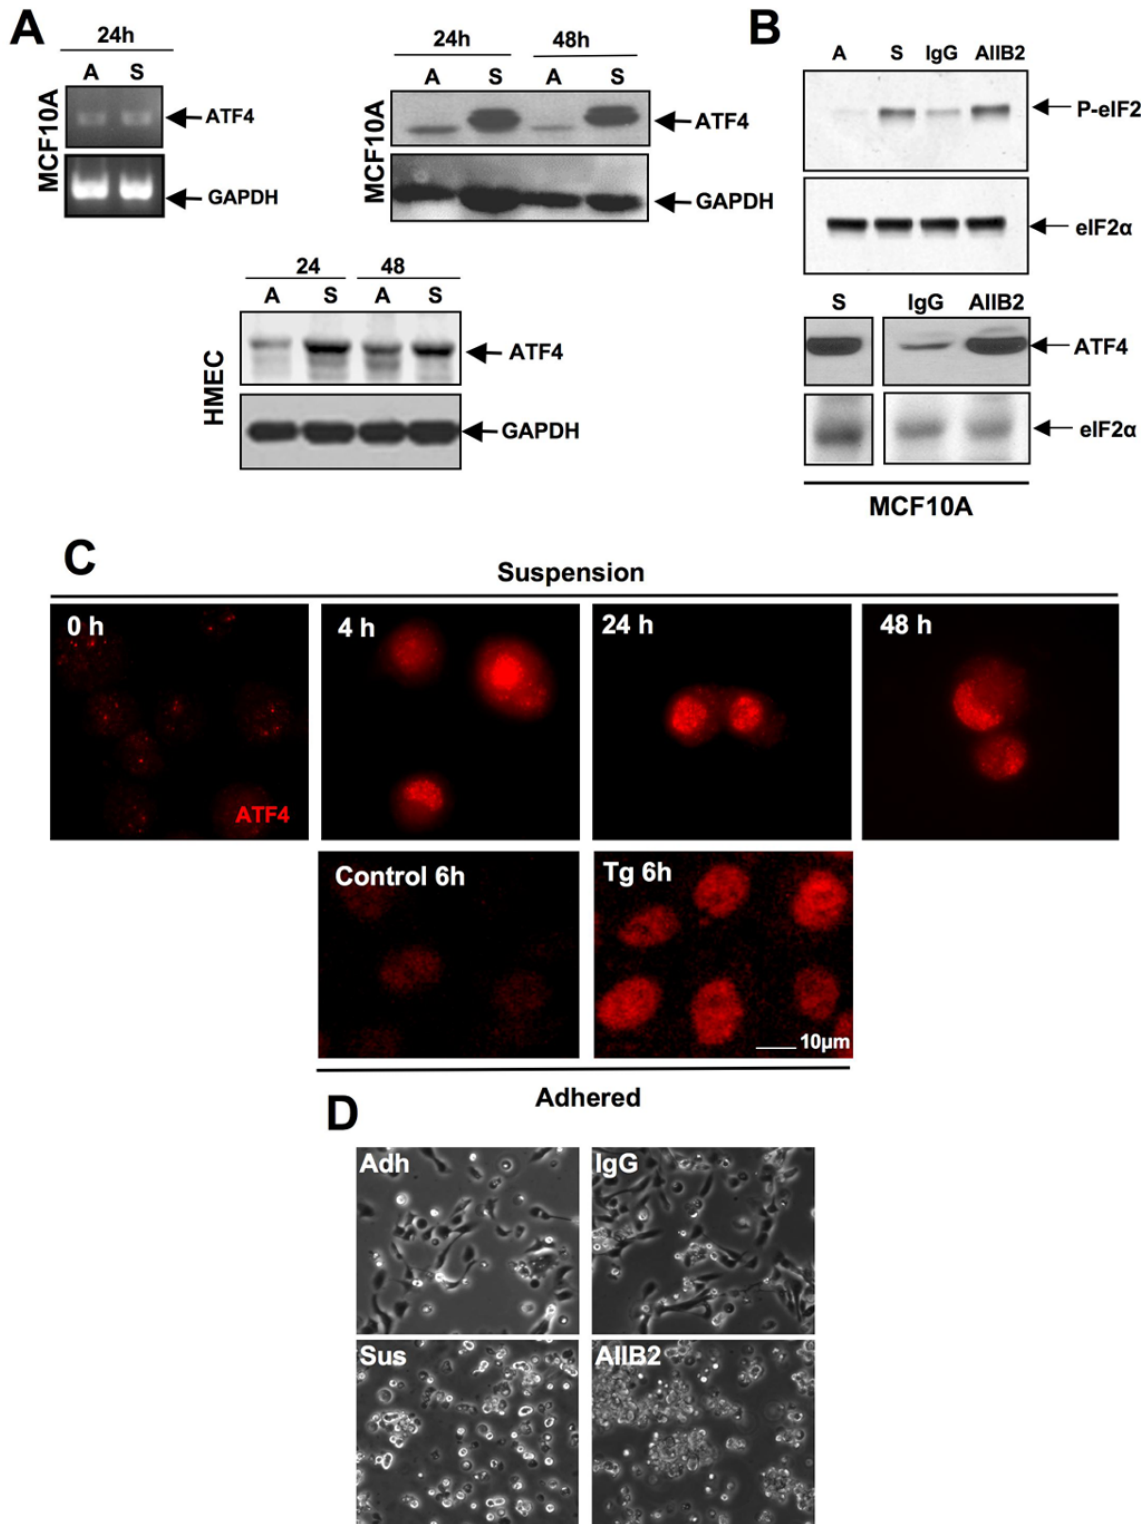 A
24h
A S
MCF10A
ATF4
GAPDH
24h 48h
A S A S
MCF10A
ATF4
GAPDH
24 48
A S A S
HMEC
ATF4
GAPDH
B
A S IgG AIIB2
P-eIF2
eIF2α
S IgG AIIB2
ATF4
eIF2α
MCF10A
C
Suspension
0 h 4 h 24 h 48 h
ATF4
Control 6h Tg 6h
10µm
Adhered
D
Adh IgG
Sus AIIB2